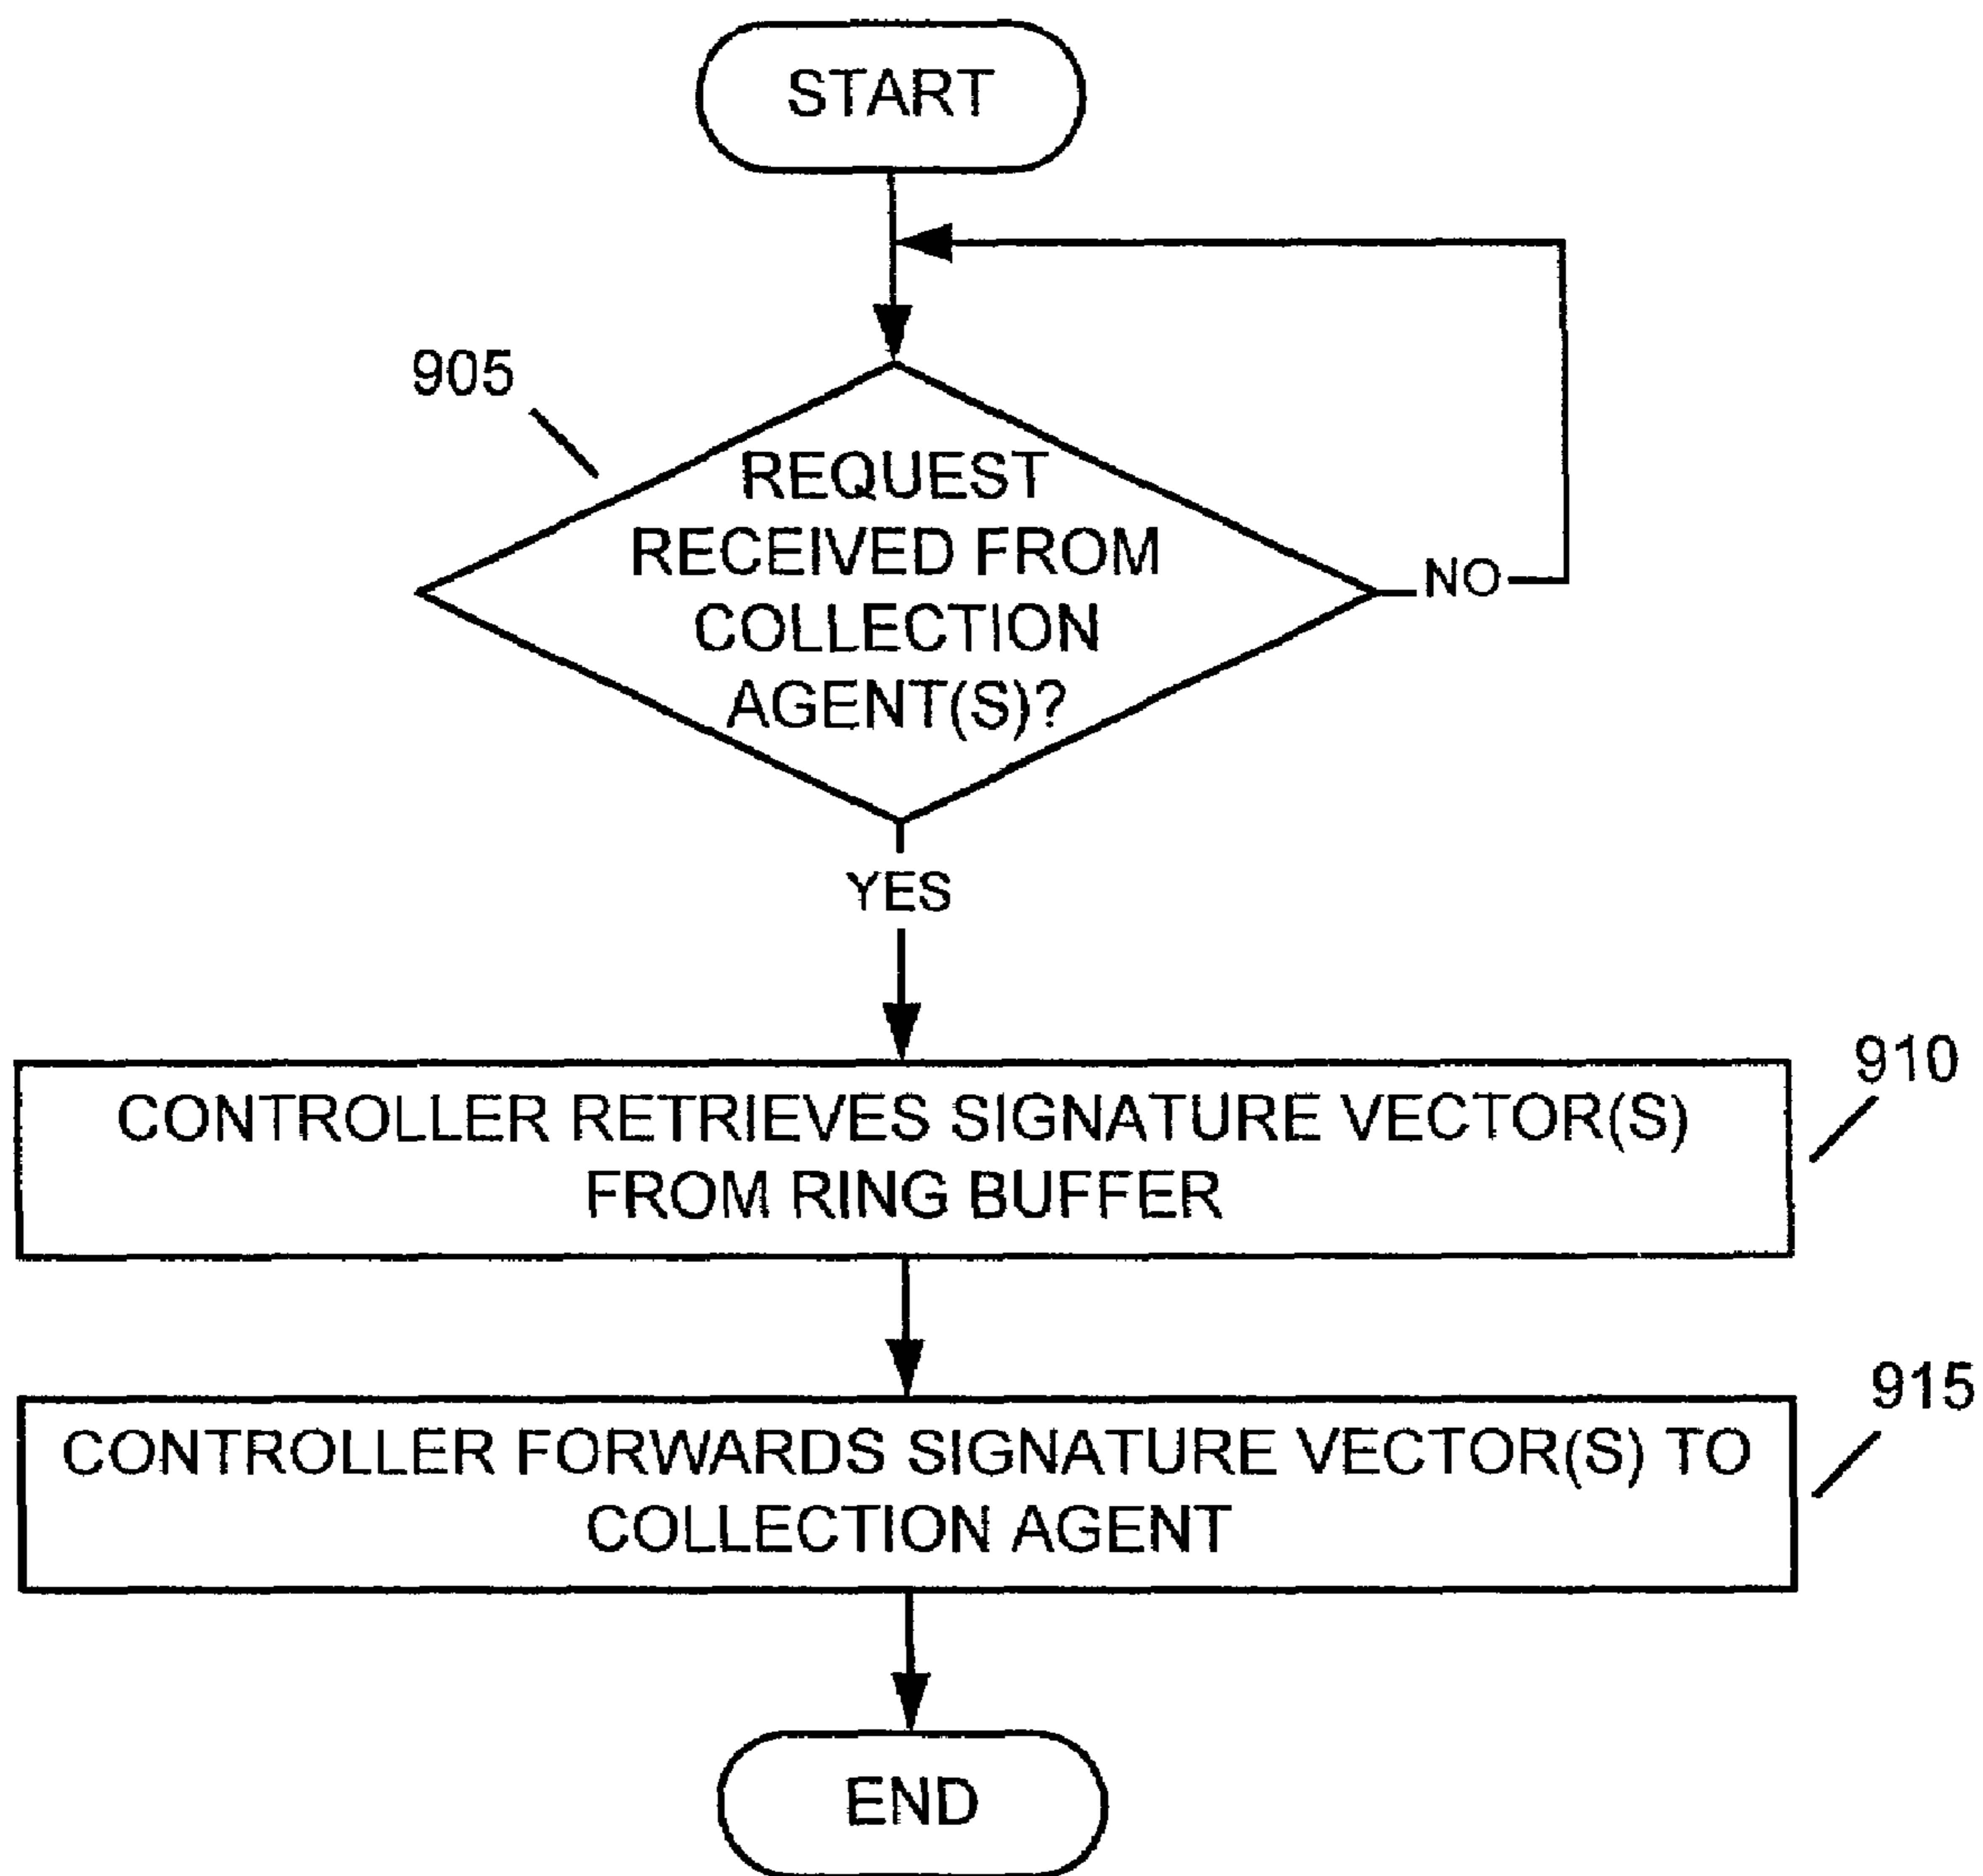 START
905
REQUEST
RECEIVED FROM
COLLECTION
AGENT(S)?
NO
YES
910
CONTROLLER RETRIEVES SIGNATURE VECTOR(S)
FROM RING BUFFER
915
CONTROLLER FORWARDS SIGNATURE VECTOR(S) TO
COLLECTION AGENT
END